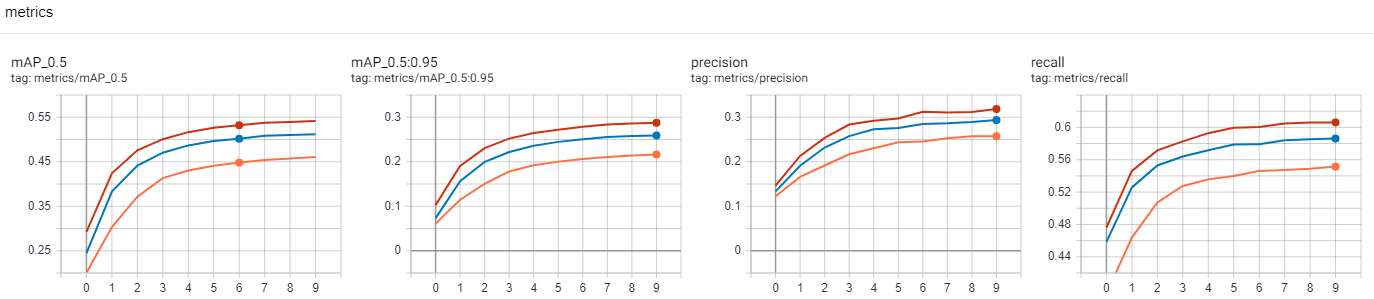 metrics
mAP_0.5
tag: metrics/mAP_0.5
0.55
0.45
0.35
0.25
0 1 2 3 4 5 6 7 8 9
mAP_0.5:0.95
tag: metrics/mAP_0.5:0.95
0.3
0.2
0.1
0
0 1 2 3 4 5 6 7 8 9
precision
tag: metrics/precision
0.3
0.2
0.1
0
0 1 2 3 4 5 6 7 8 9
recall
tag: metrics/recall
0.6
0.56
0.52
0.48
0.44
0 1 2 3 4 5 6 7 8 9